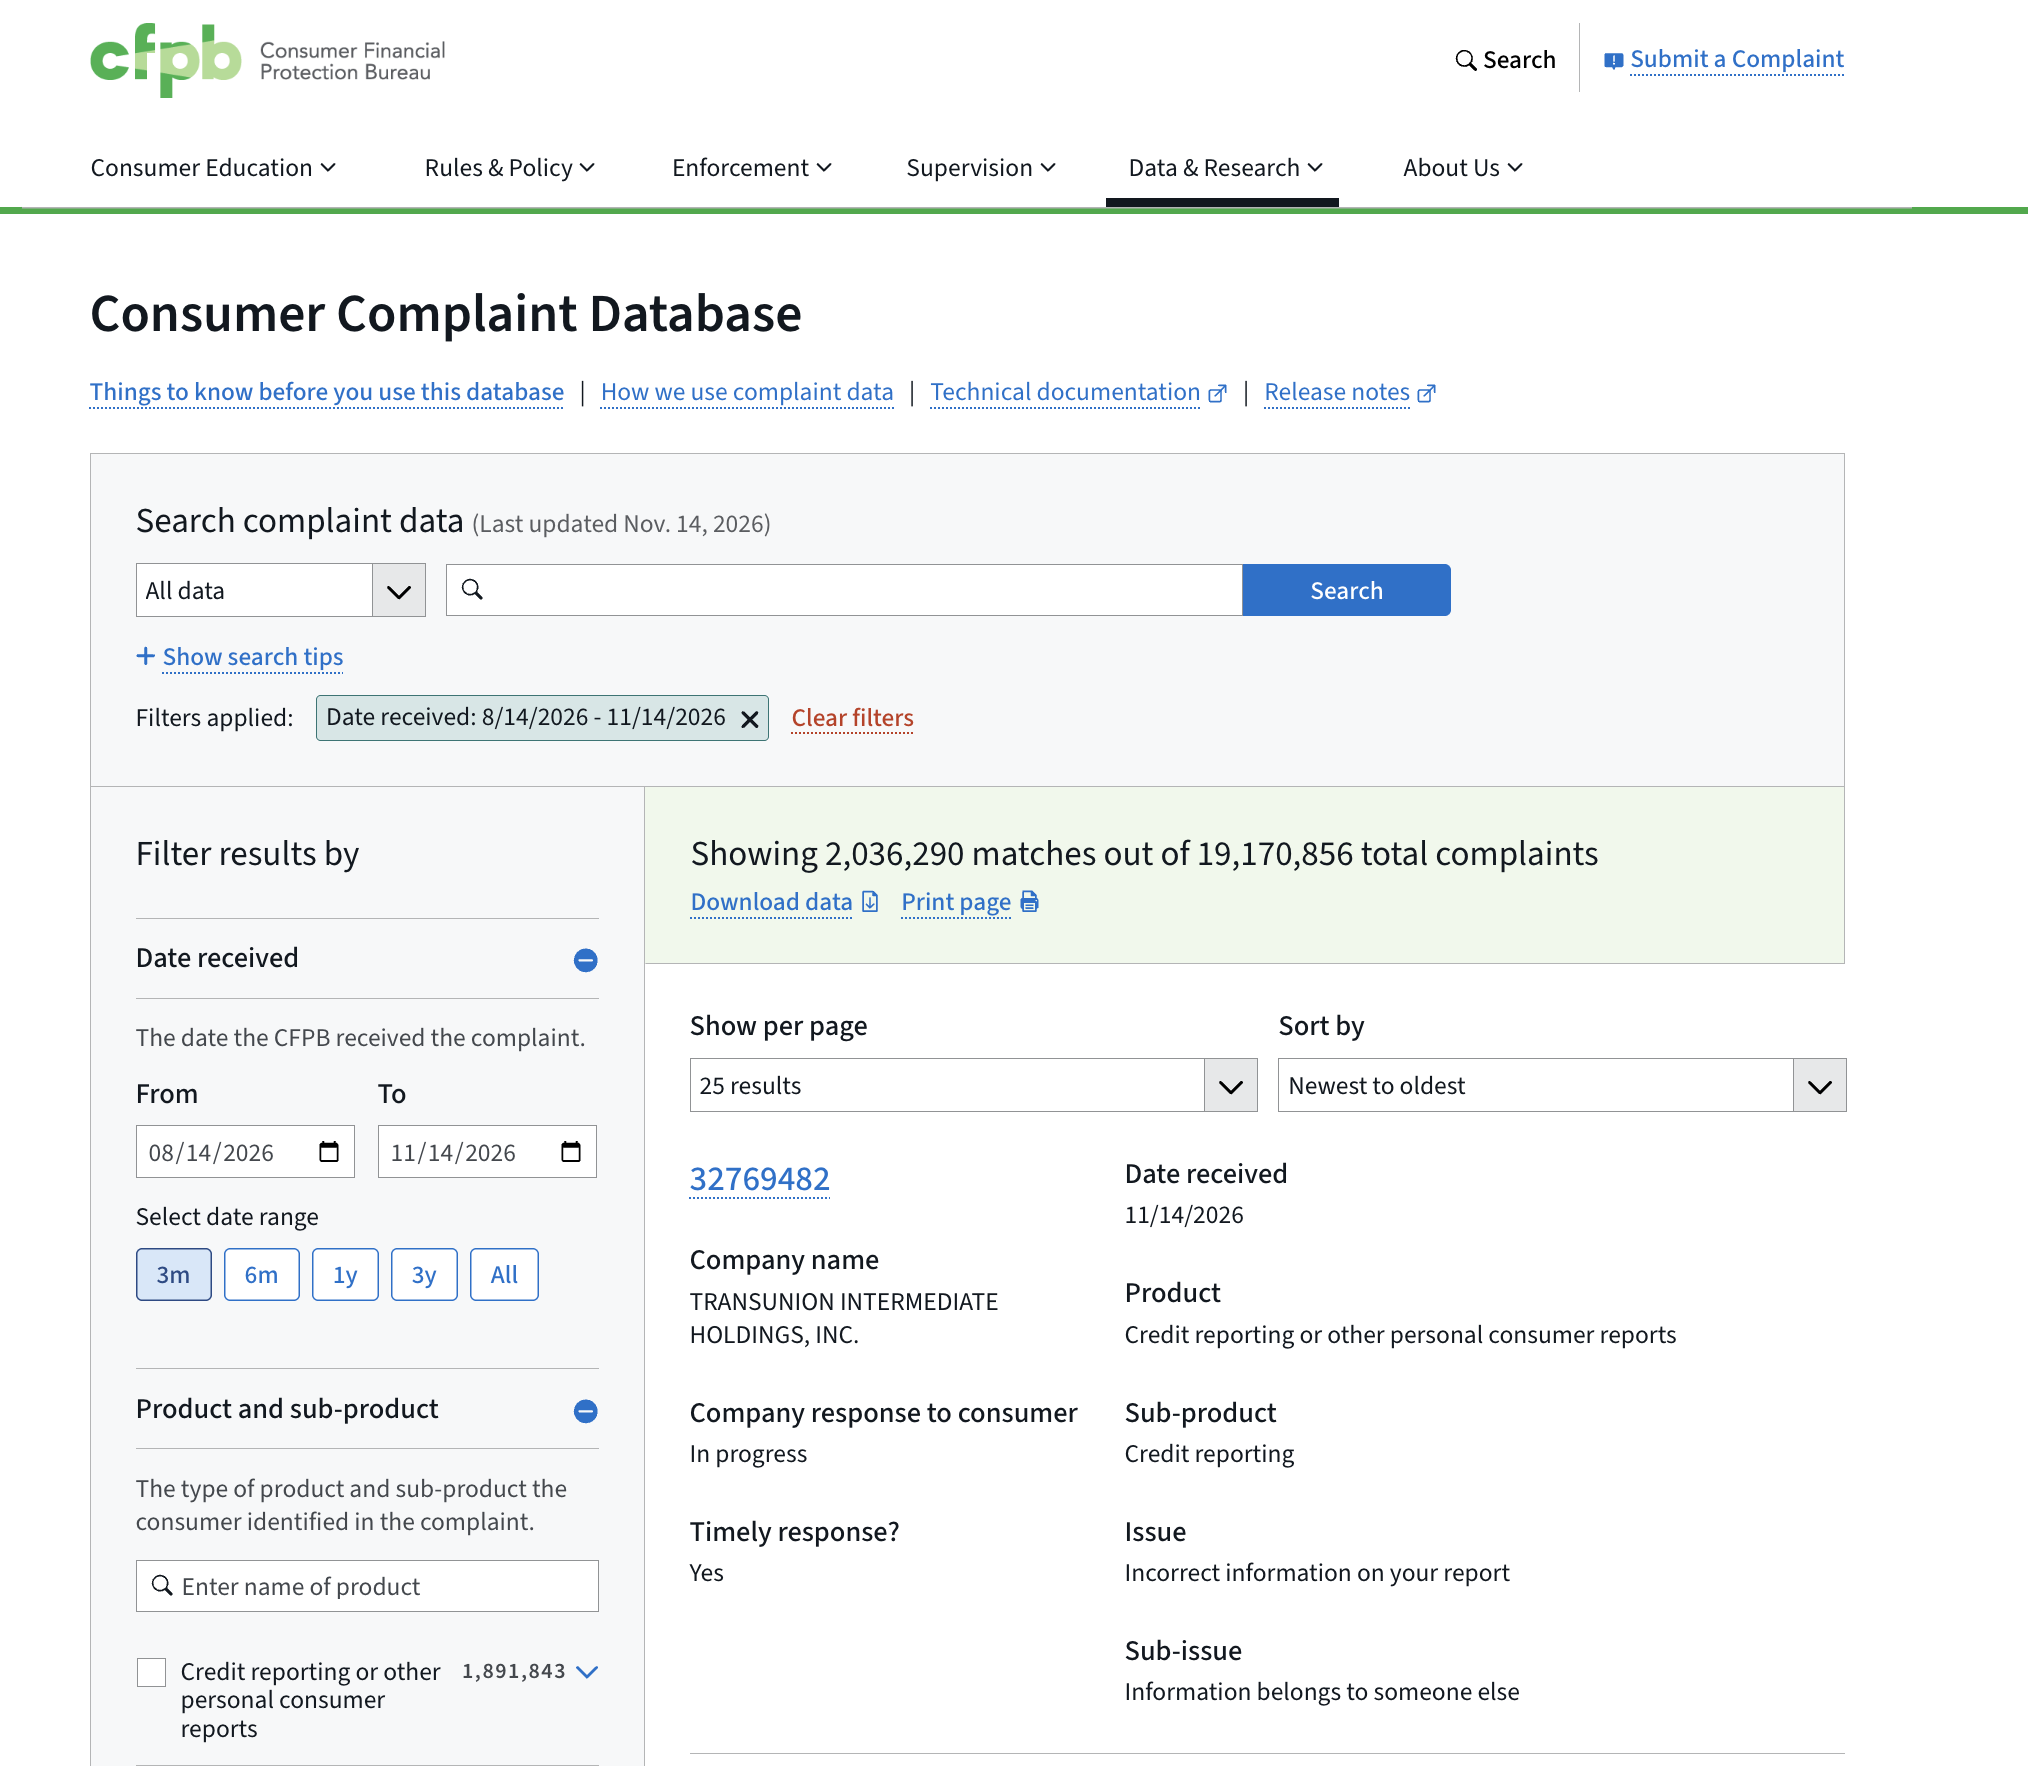 cfpb Consumer Financial
Protection Bureau
Search
Submit a Complaint
Consumer Education
Rules & Policy
Enforcement
Supervision
Data & Research
About Us
Consumer Complaint Database
Things to know before you use this database | How we use complaint data | Technical documentation | Release notes
Search complaint data (Last updated Nov. 14, 2026)
All data
Search
+ Show search tips
Filters applied: Date received: 8/14/2026 - 11/14/2026 Clear filters
Filter results by
Date received
The date the CFPB received the complaint.
From To
08/14/2026 11/14/2026
Select date range
3m 6m 1y 3y All
Product and sub-product
The type of product and sub-product the
consumer identified in the complaint.
Enter name of product
Credit reporting or other 1,891,843
personal consumer
reports
Showing 2,036,290 matches out of 19,170,856 total complaints
Download data Print page
Show per page
25 results
Sort by
Newest to oldest
32769482
Company name
TRANSUNION INTERMEDIATE
HOLDINGS, INC.
Company response to consumer
In progress
Timely response?
Yes
Date received
11/14/2026
Product
Credit reporting or other personal consumer reports
Sub-product
Credit reporting
Issue
Incorrect information on your report
Sub-issue
Information belongs to someone else